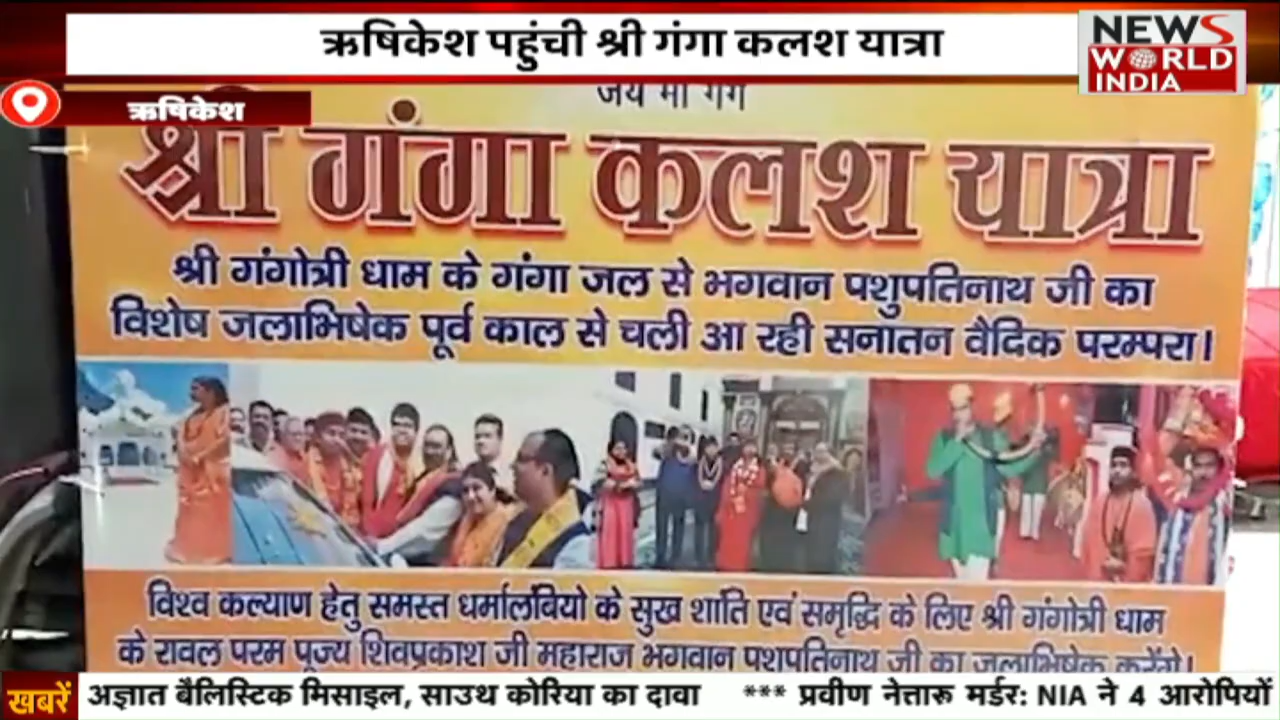 ऋषिकेश पहुंची श्री गंगा कलश यात्रा
NEWS
WORLD
INDIA
ऋषिकेश
जय माँ गंगे
श्री गंगा कलश यात्रा
श्री गंगोत्री धाम के गंगा जल से भगवान पशुपतिनाथ जी का
विशेष जलाभिषेक पूर्व काल से चली आ रही सनातन वैदिक परम्परा।
विश्व कल्याण हेतु समस्त धर्मालंबियो के सुख शांति एवं समृद्धि के लिए श्री गंगोत्री धाम
के रावल परम पूज्य शिवप्रकाश जी महाराज भगवान पशुपतिनाथ जी का जलाभिषेक करेंगे।
खबरें अज्ञात बैलिस्टिक मिसाइल, साउथ कोरिया का दावा *** प्रवीण नेत्तारू मर्डर: NIA ने 4 आरोपियों